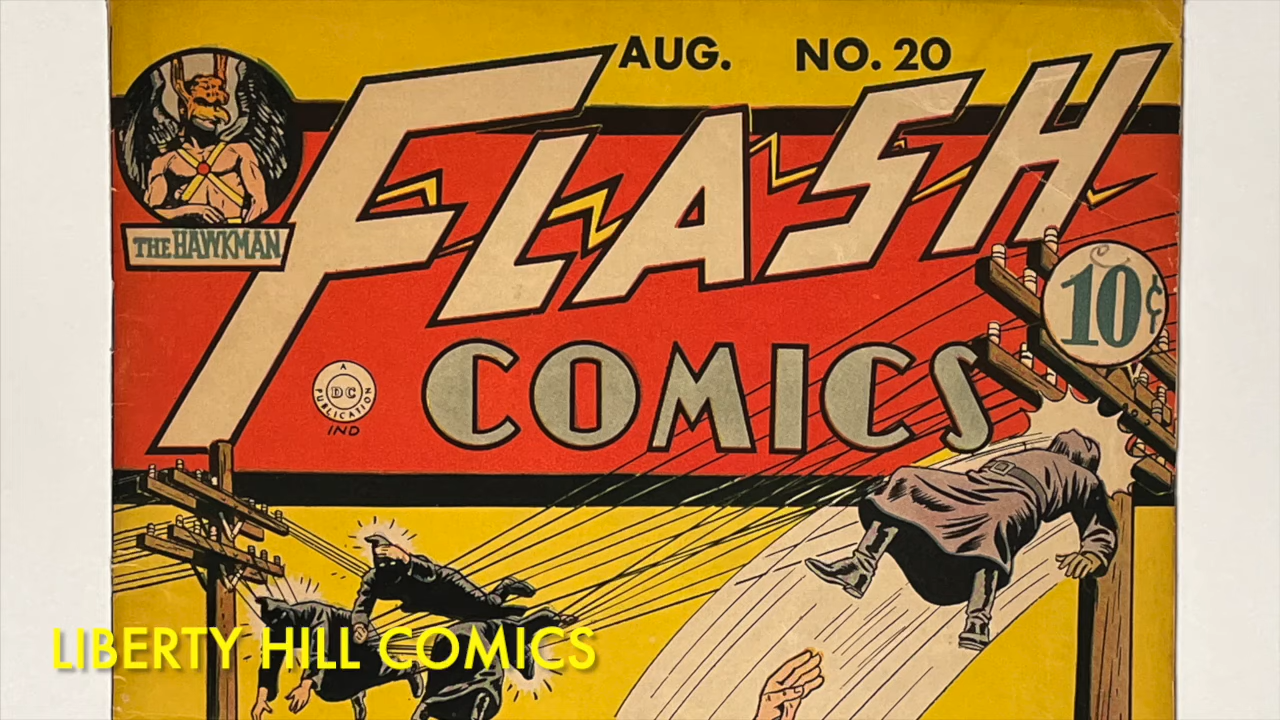 AUG. NO. 20
FLASH
COMICS
THE HAWKMAN
10¢
A
DC
PUBLICATION
IND
LIBERTY HILL COMICS